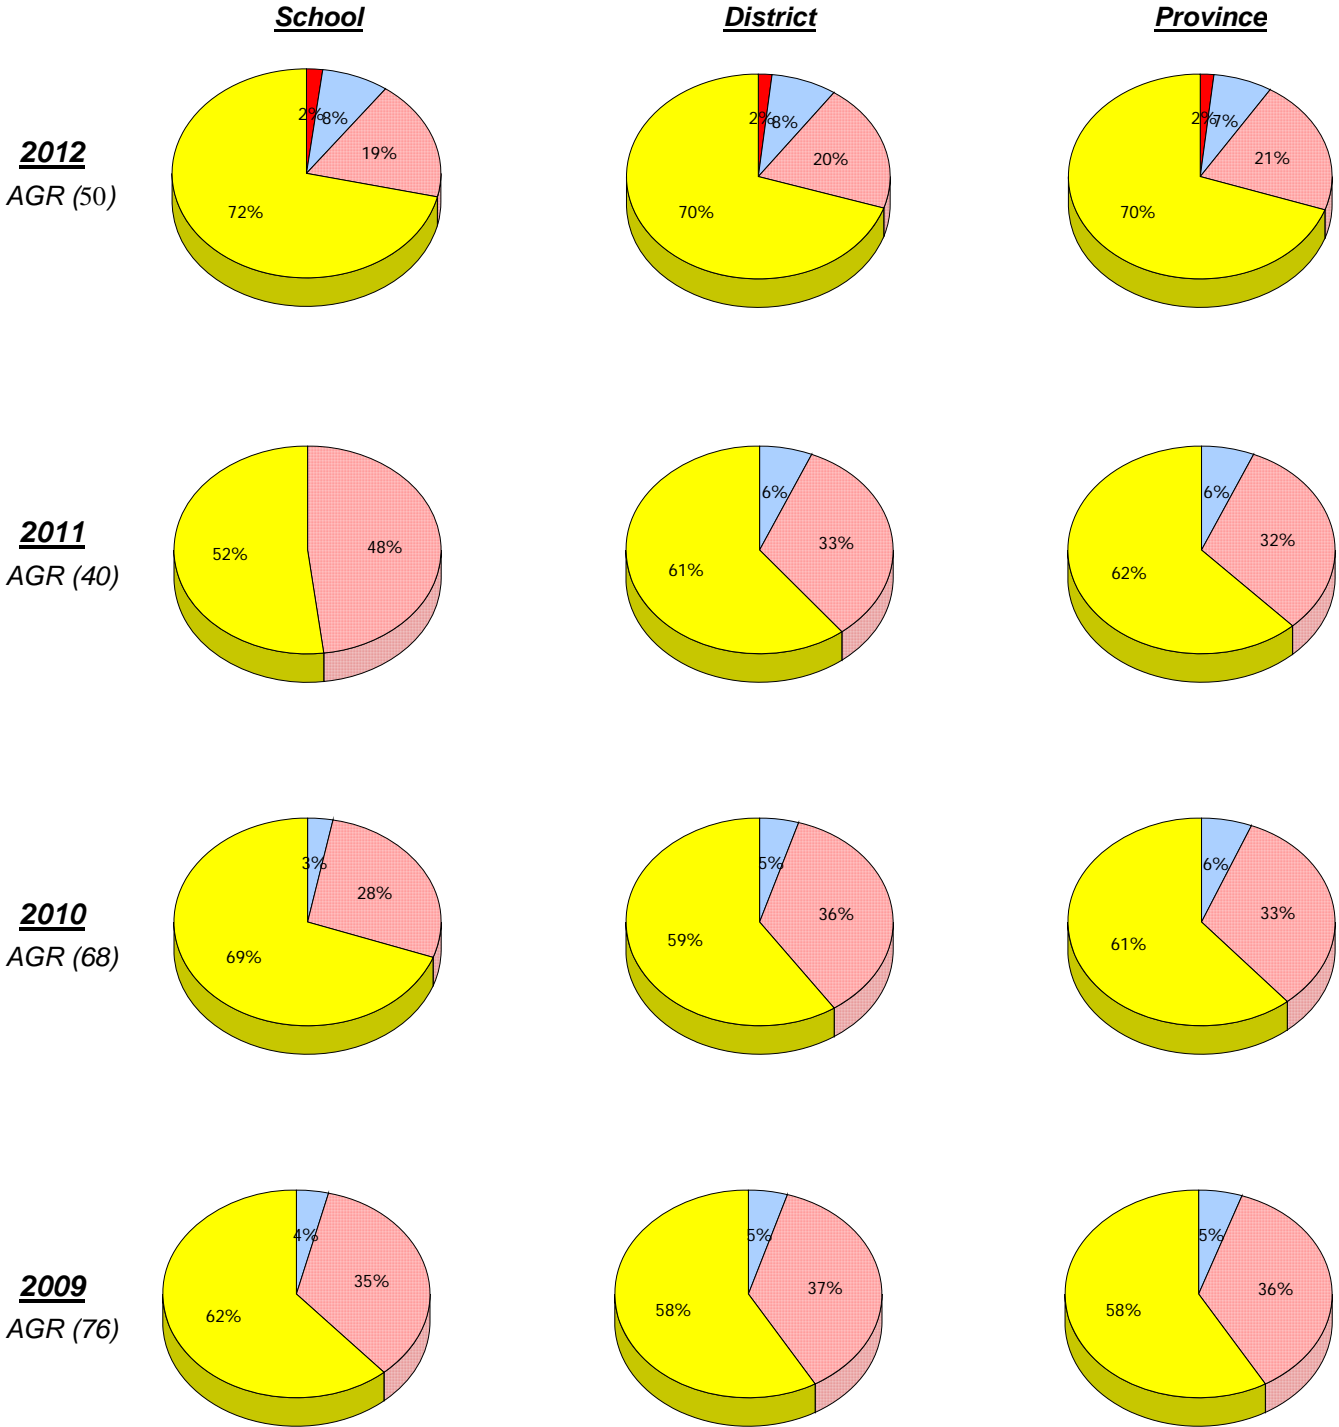 School District Province
2012
AGR (50)
2% 8% 19% 72%
2% 8% 20% 70%
2% 7% 21% 70%
2011
AGR (40)
48% 52%
6% 33% 61%
6% 32% 62%
2010
AGR (68)
3% 28% 69%
5% 36% 59%
6% 33% 61%
2009
AGR (76)
4% 35% 62%
5% 37% 58%
5% 36% 58%